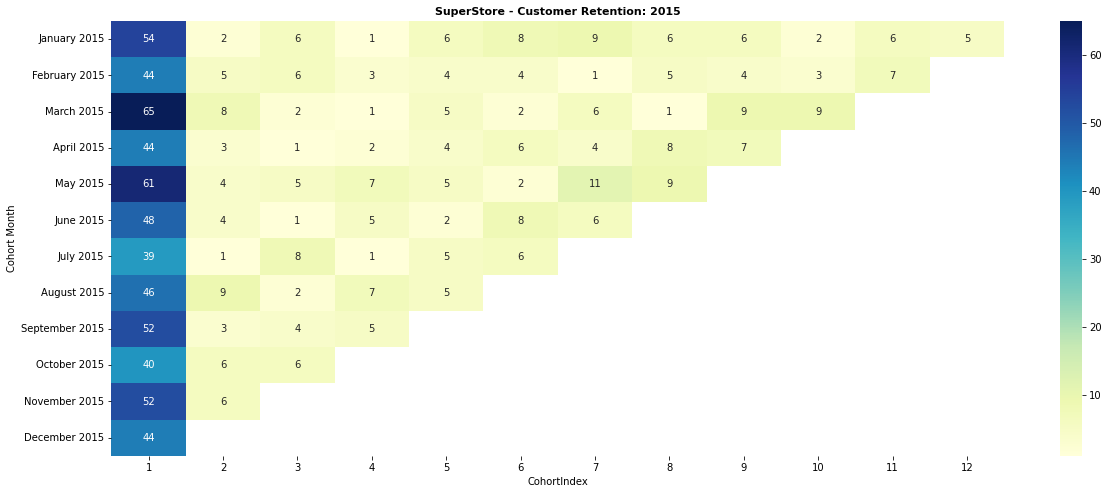 SuperStore - Customer Retention: 2015
January 2015 54 2 6 1 6 8 9 6 6 2 6 5
February 2015 44 5 6 3 4 4 1 5 4 3 7
March 2015 65 8 2 1 5 2 6 1 9 9
April 2015 44 3 1 2 4 6 4 8 7
May 2015 61 4 5 7 5 2 11 9
June 2015 48 4 1 5 2 8 6
July 2015 39 1 8 1 5 6
August 2015 46 9 2 7 5
September 2015 52 3 4 5
October 2015 40 6 6
November 2015 52 6
December 2015 44
1 2 3 4 5 6 7 8 9 10 11 12
CohortIndex
Cohort Month
60
50
40
30
20
10